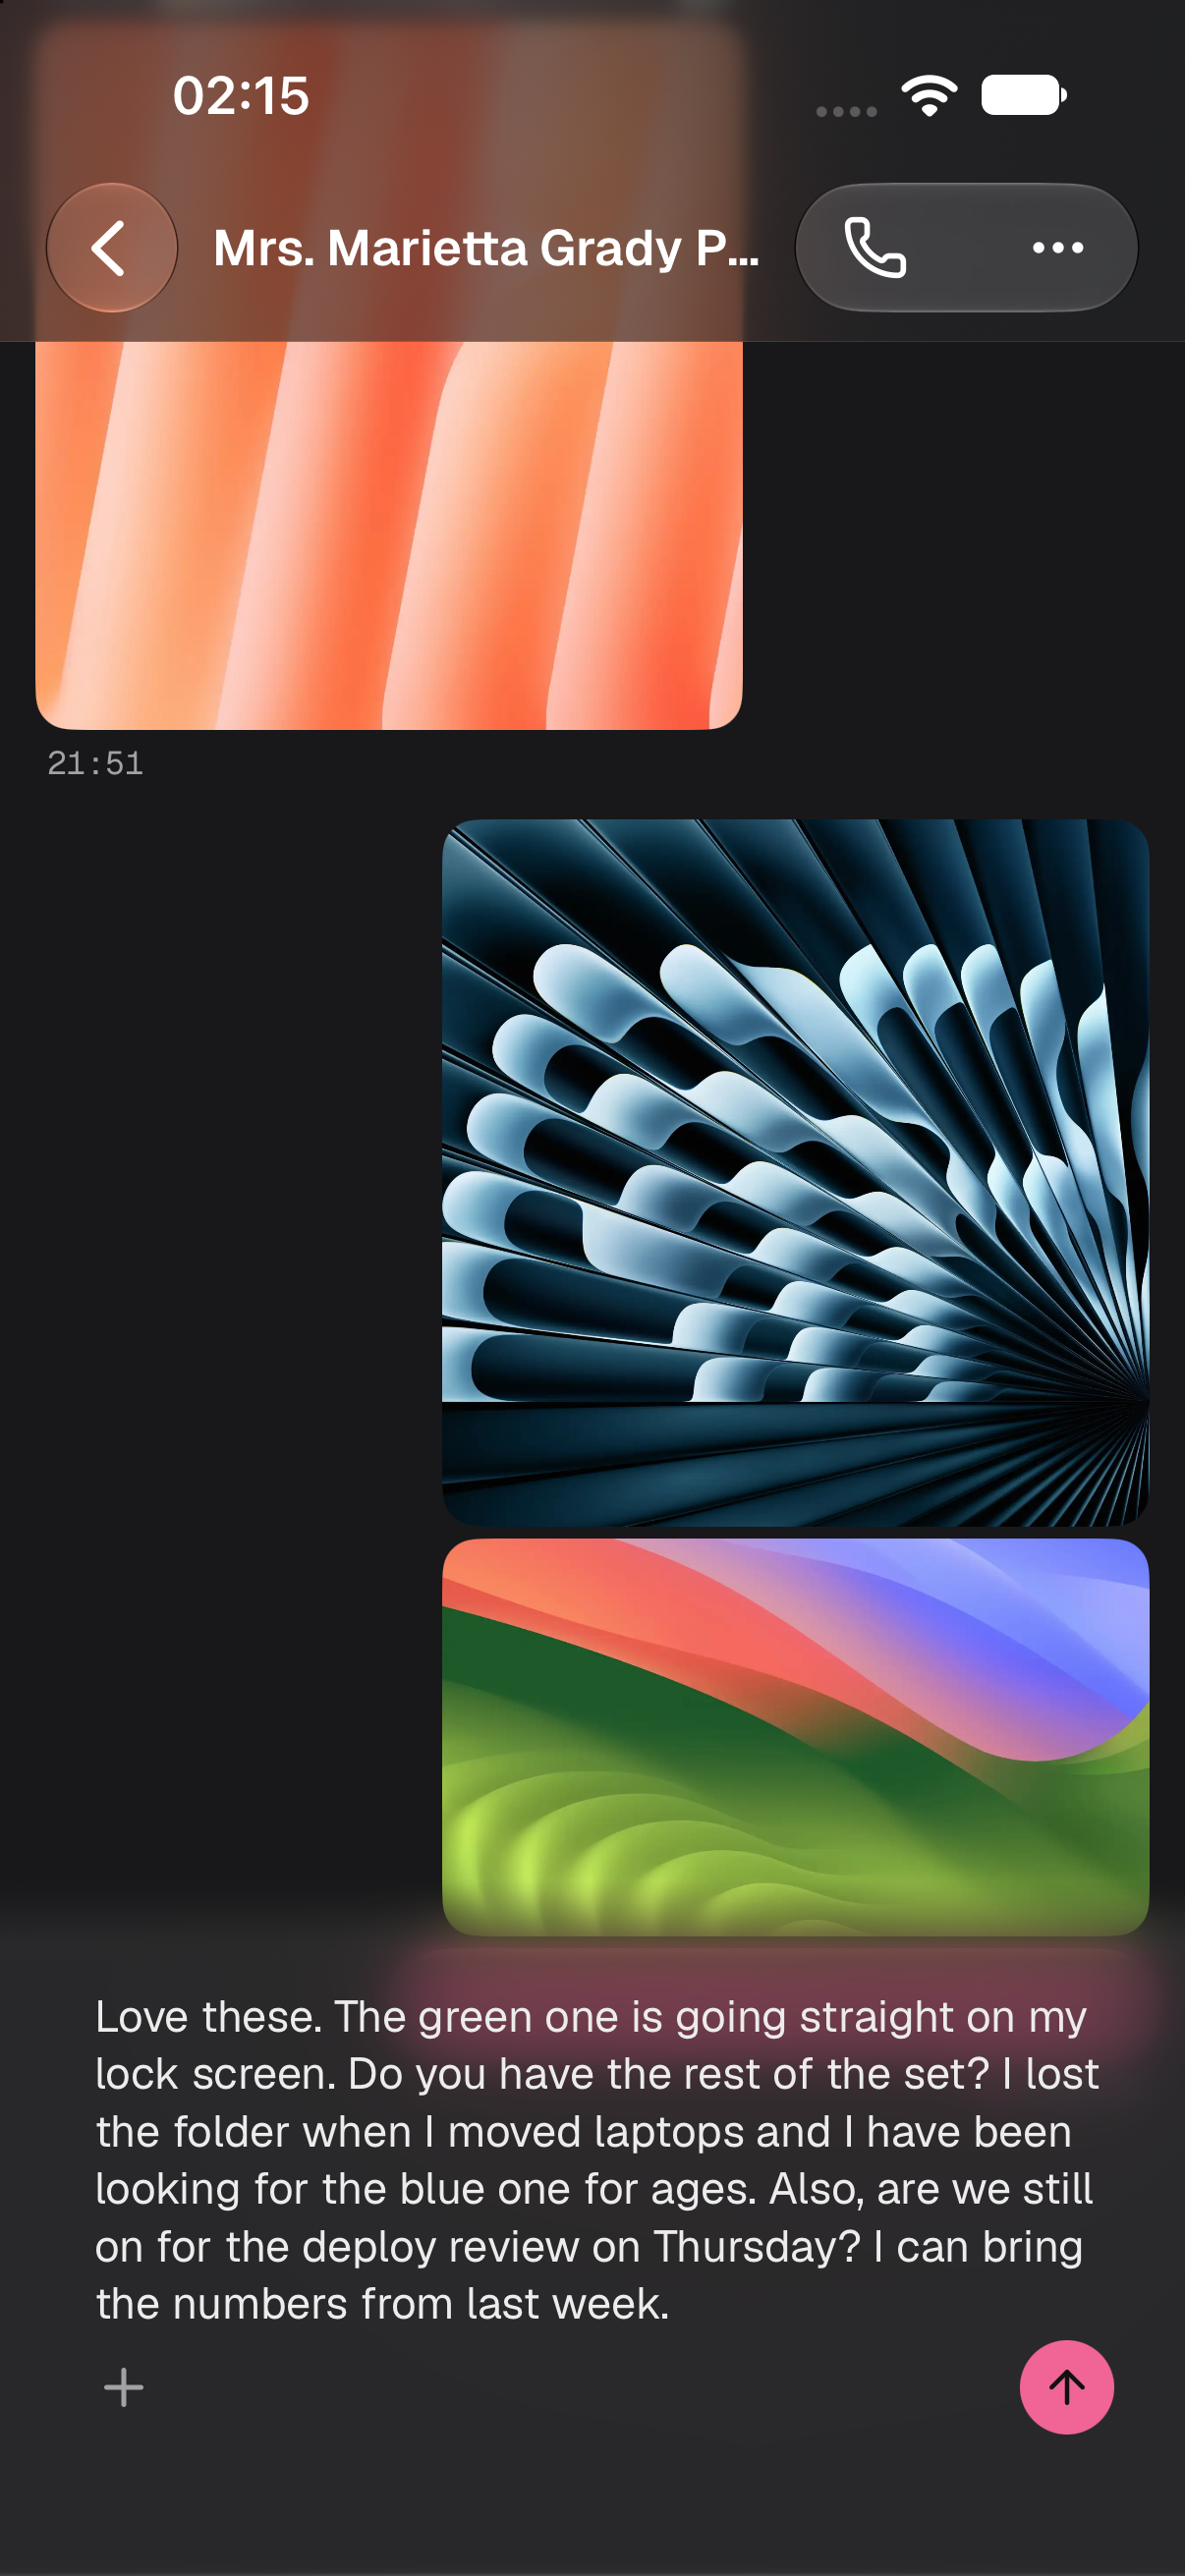 02:15
Mrs. Marietta Grady P...
21:51
Love these. The green one is going straight on my
lock screen. Do you have the rest of the set? I lost
the folder when I moved laptops and I have been
looking for the blue one for ages. Also, are we still
on for the deploy review on Thursday? I can bring
the numbers from last week.